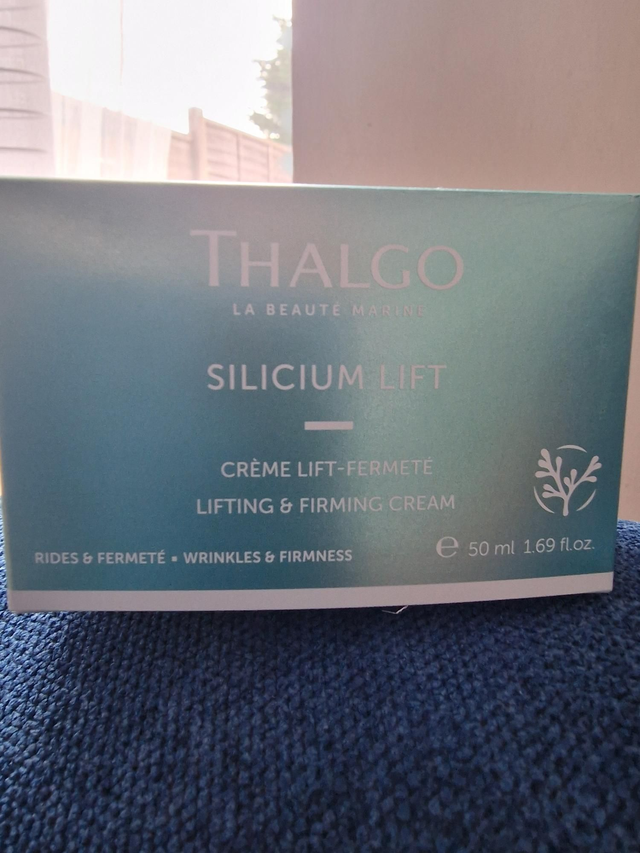 THALGO
LA BEAUTÉ MARINE
SILICIUM LIFT
CRÈME LIFT-FERMETÉ
LIFTING & FIRMING CREAM
RIDES & FERMETÉ • WRINKLES & FIRMNESS
℮ 50 ml 1.69 fl.oz.